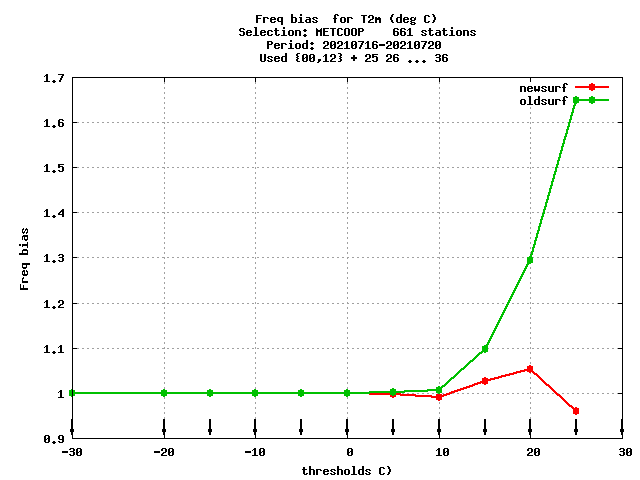 Freq bias  for T2m (deg C)
Selection: METCOOP    661 stations
Period: 20210716-20210720
Used {00,12} + 25 26 ... 36
newsurf
oldsurf
1.7
1.6
1.5
1.4
1.3
1.2
1.1
1
0.9
Freq bias
-30 -20 -10 0 10 20 30
thresholds C)